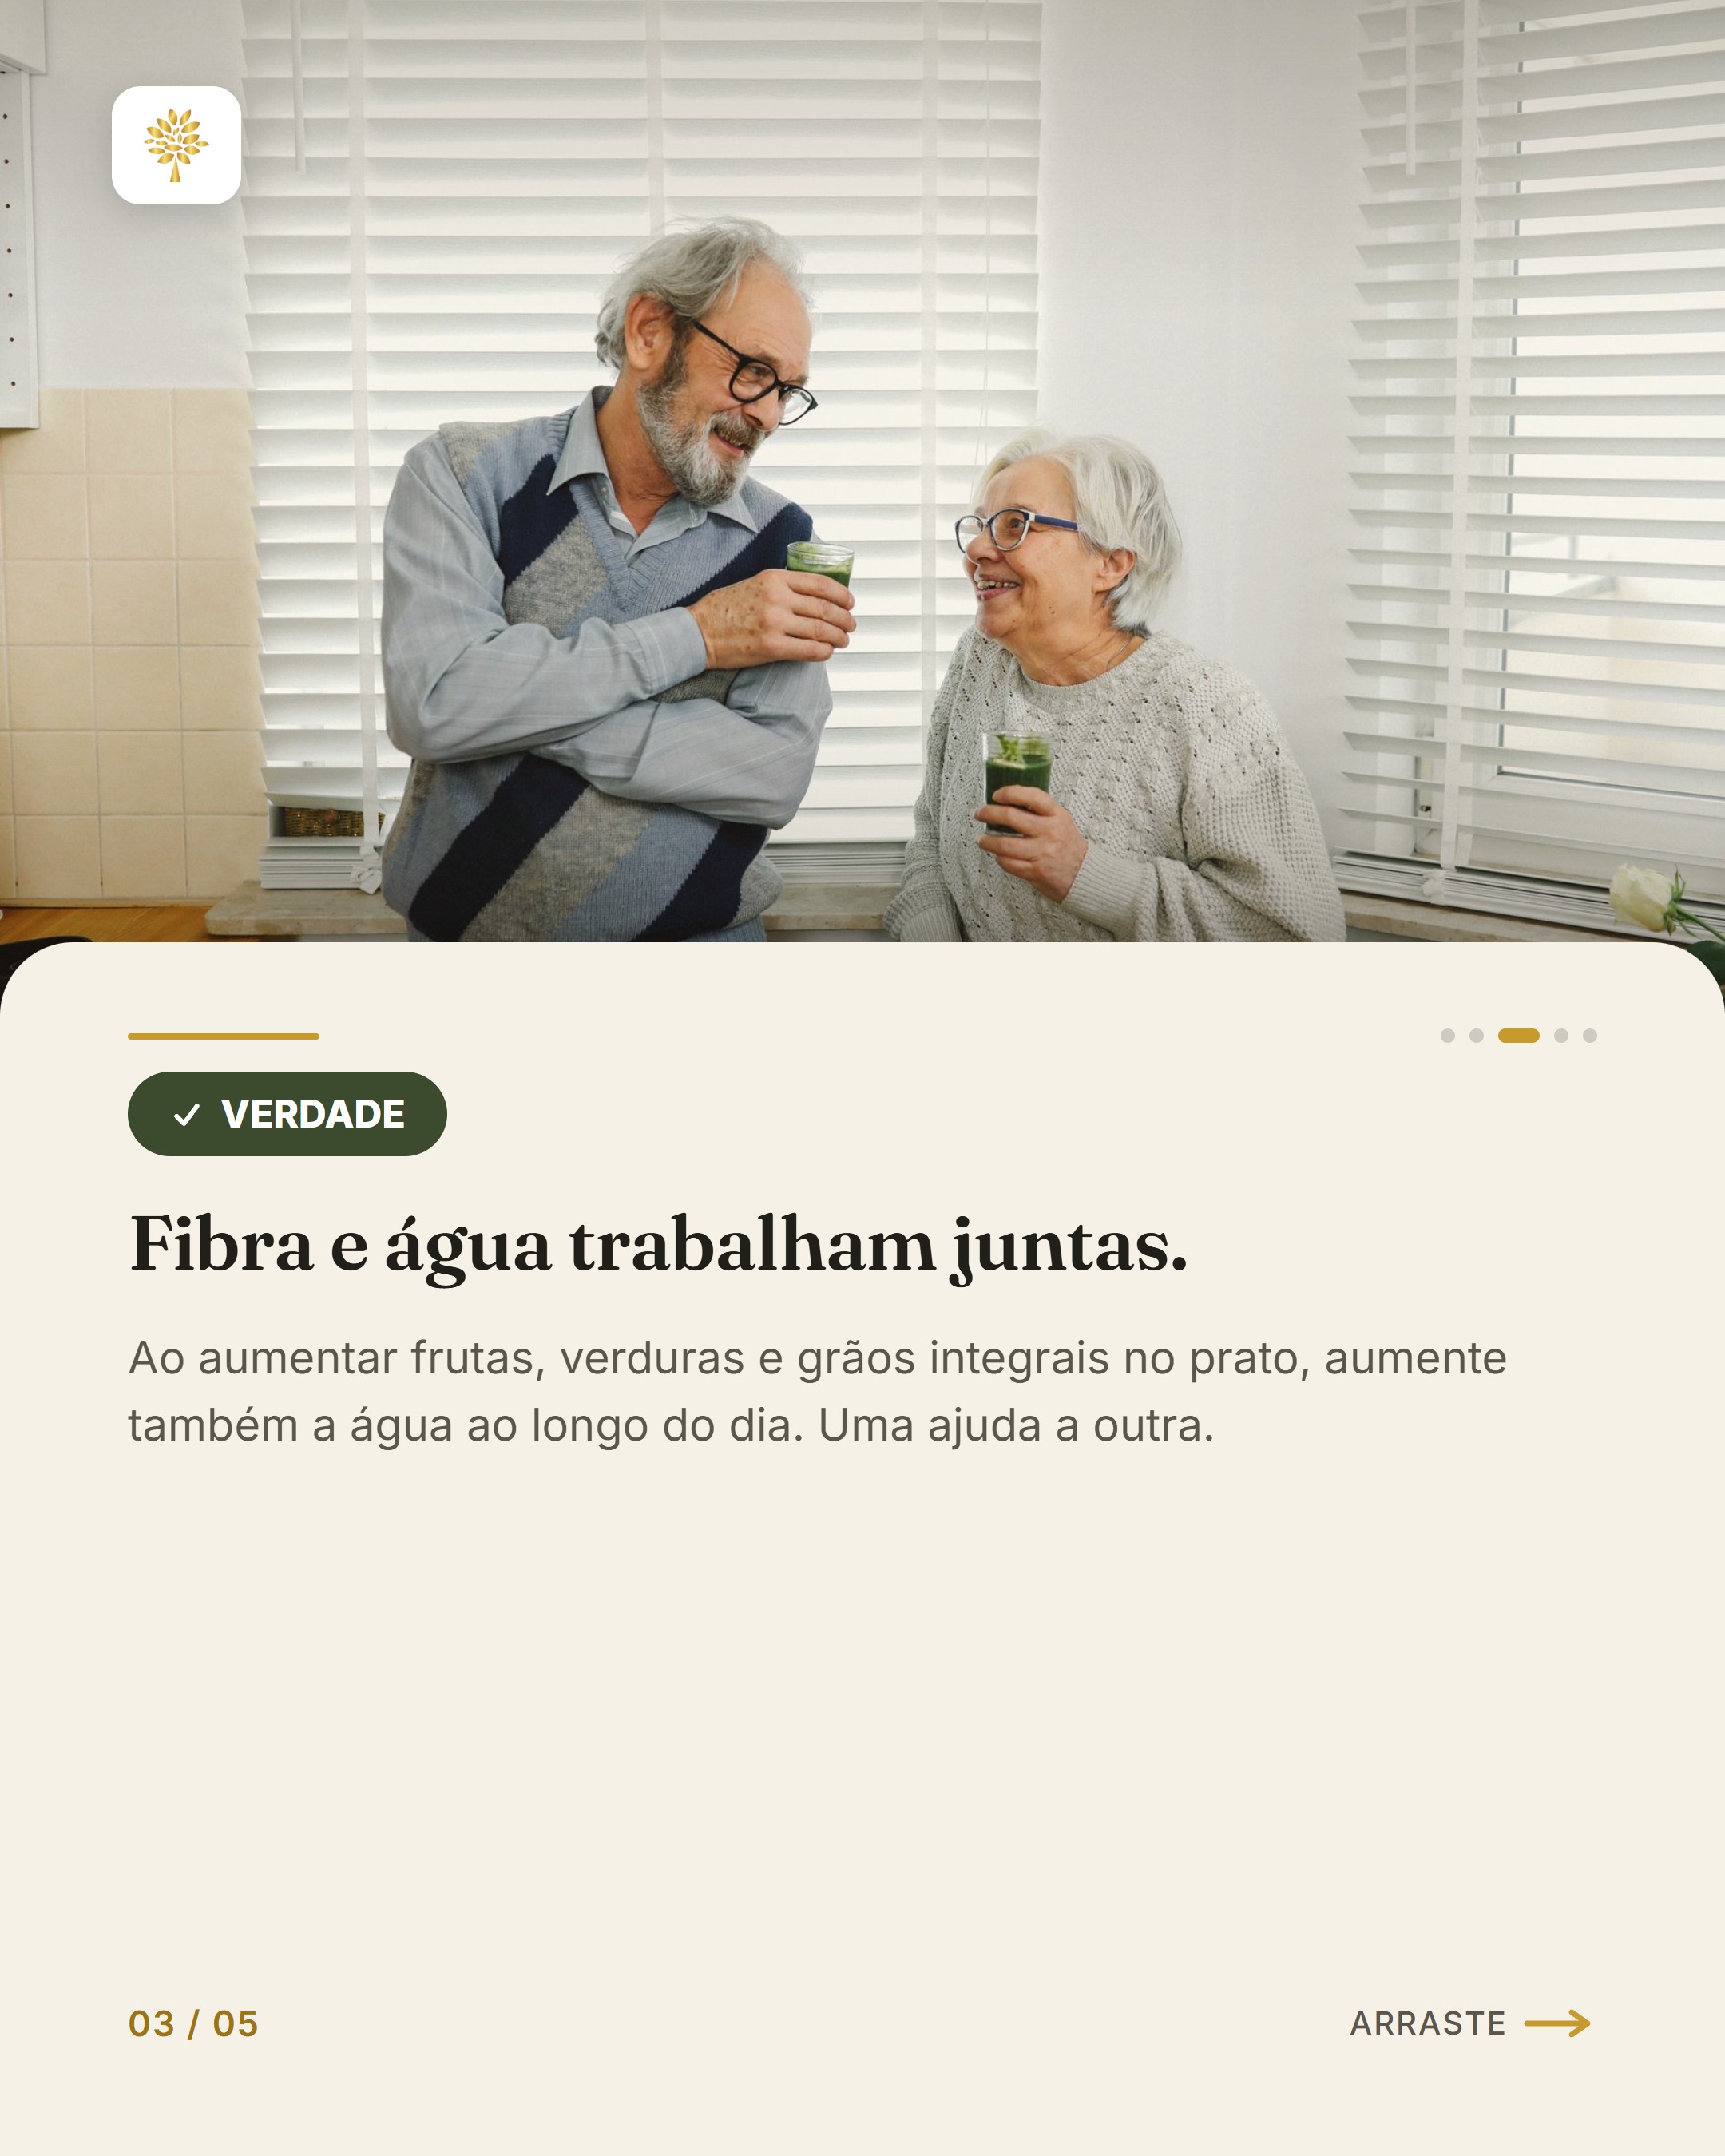 VERDADE
Fibra e água trabalham juntas.
Ao aumentar frutas, verduras e grãos integrais no prato, aumente
também a água ao longo do dia. Uma ajuda a outra.
03 / 05
ARRASTE